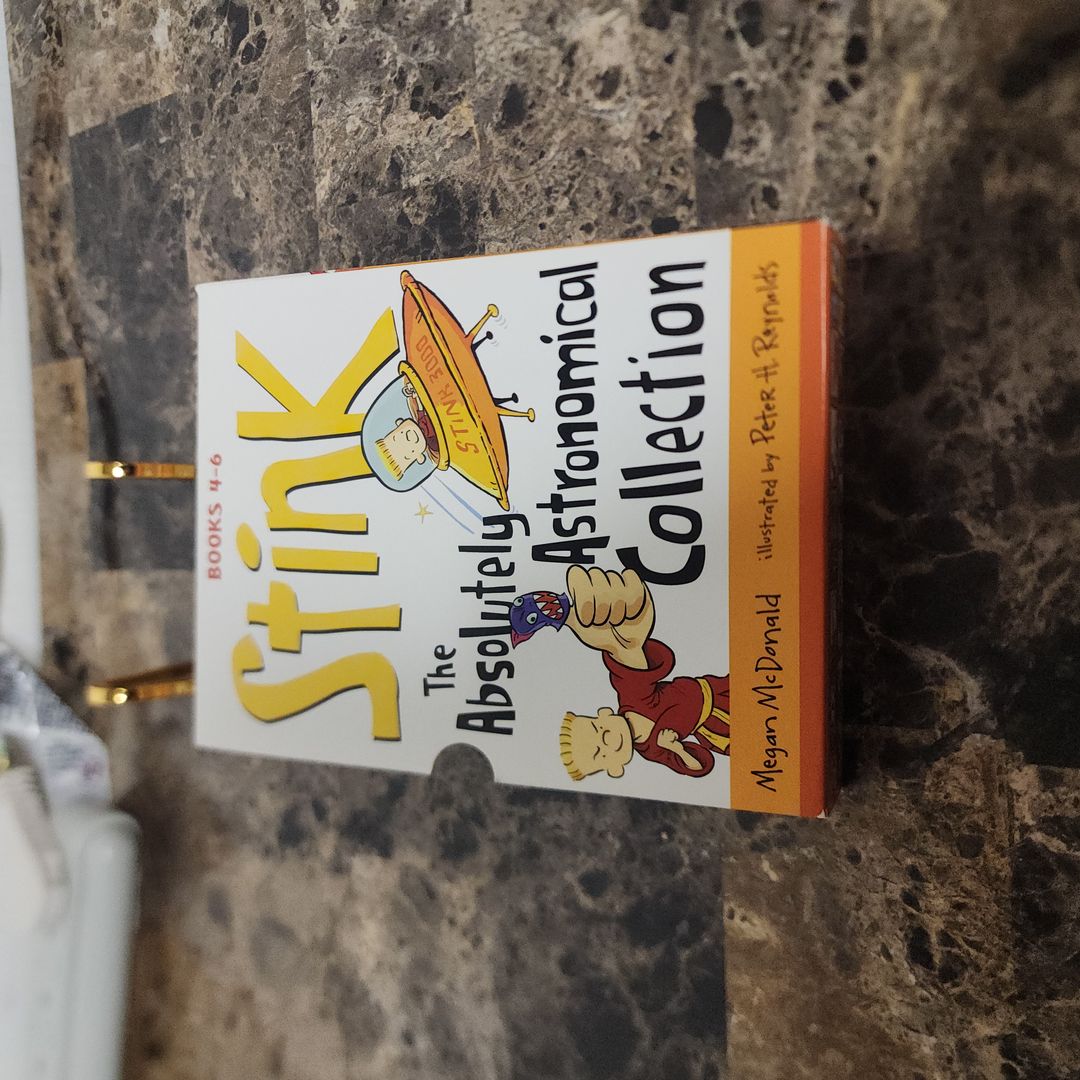 BOOKS 4-6
Stink
STINK 3000
The
Absolutely
Astronomical
Collection
Megan McDonald illustrated by Peter H. Reynolds